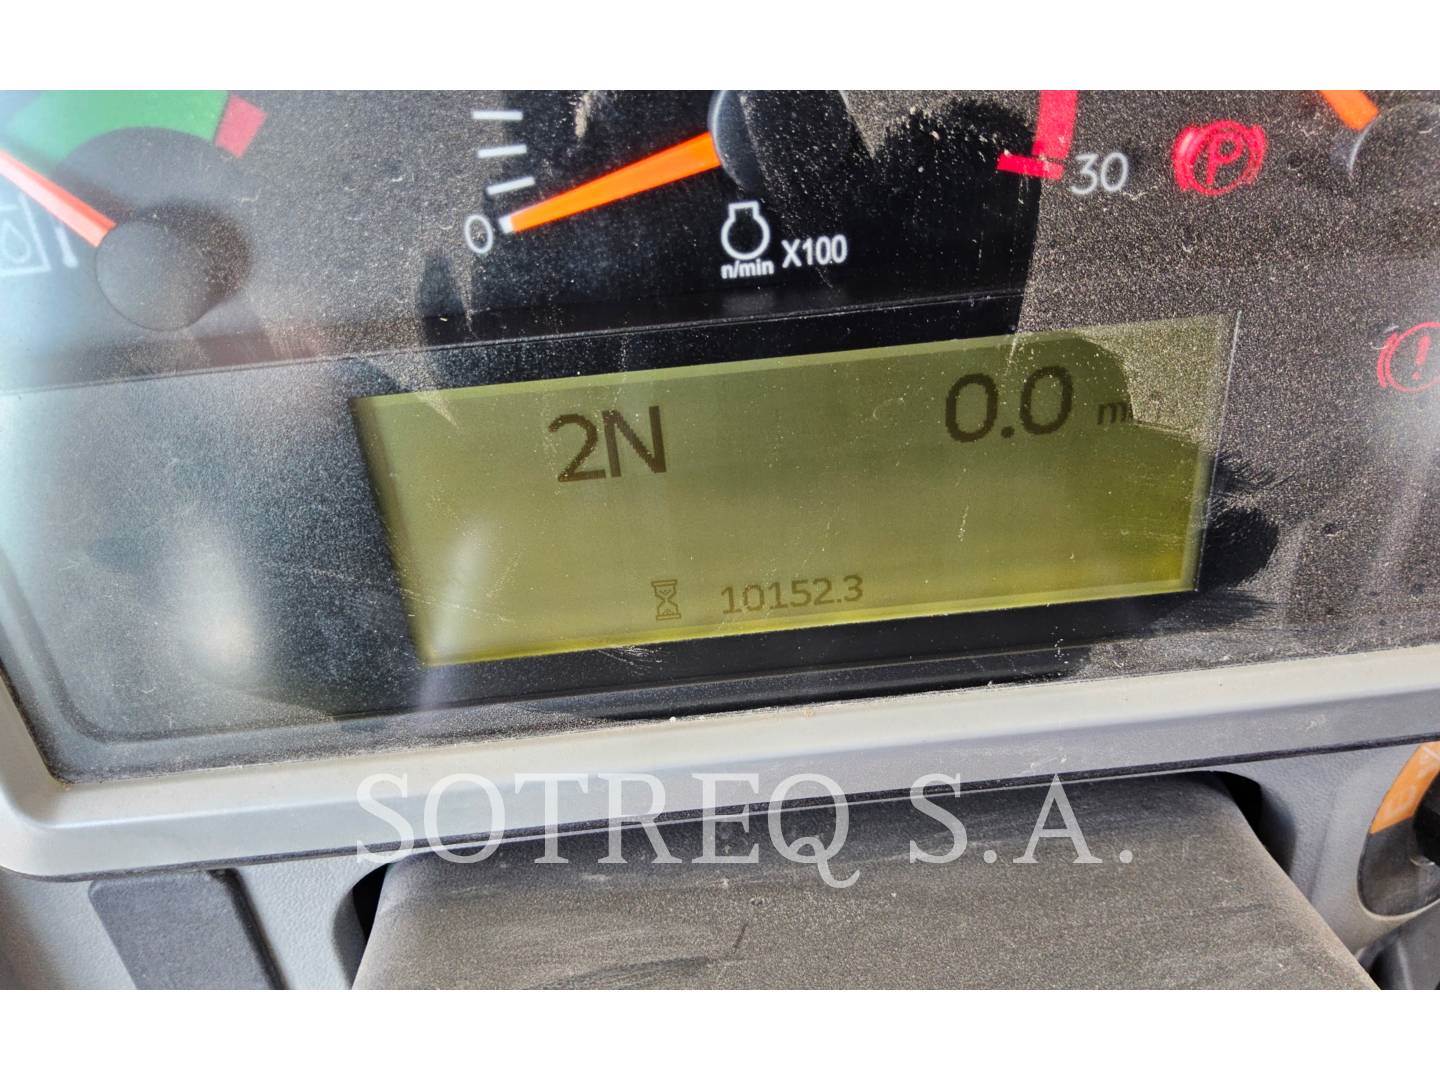 0
30
P
n/min X100
2N 0.0
10152.3
SOTREQ S.A.